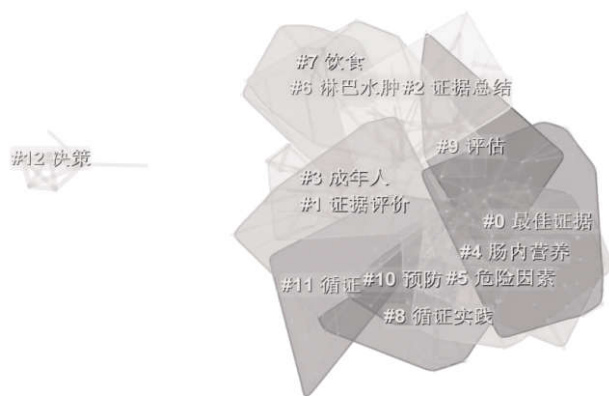 #7 饮食
#6 淋巴水肿 #2 证据总结
#9 评估
#12 决策
#3 成年人
#1 证据评价
#0 最佳证据
#4 肠内营养
#11 循证 #10 预防 #5 危险因素
#8 循证实践